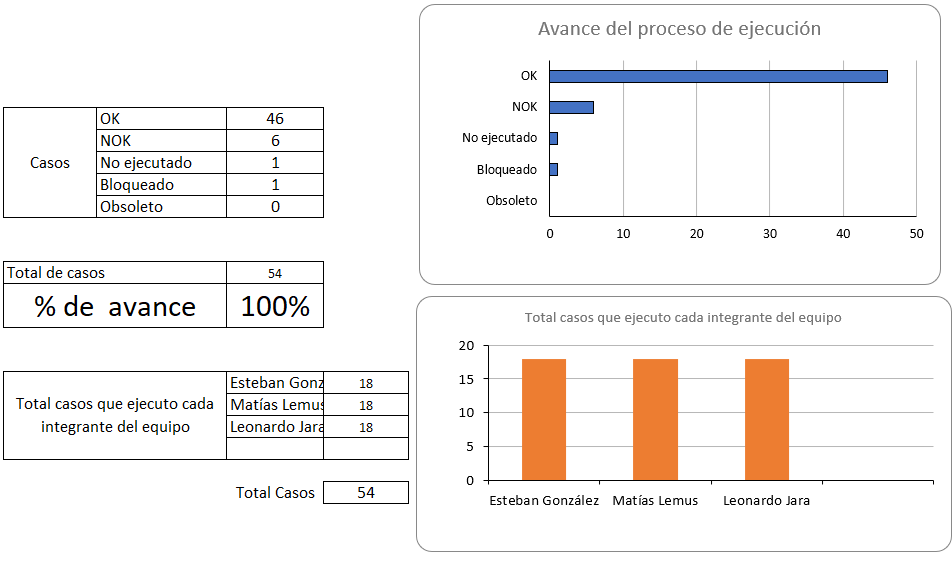 Casos
OK 46
NOK 6
No ejecutado 1
Bloqueado 1
Obsoleto 0
Total de casos 54
% de avance 100%
Total casos que ejecuto cada
integrante del equipo
Esteban Gonz 18
Matías Lemus 18
Leonardo Jara 18
Total Casos 54
Avance del proceso de ejecución
OK
NOK
No ejecutado
Bloqueado
Obsoleto
0 10 20 30 40 50
Total casos que ejecuto cada integrante del equipo
20
15
10
5
0
Esteban González Matías Lemus Leonardo Jara